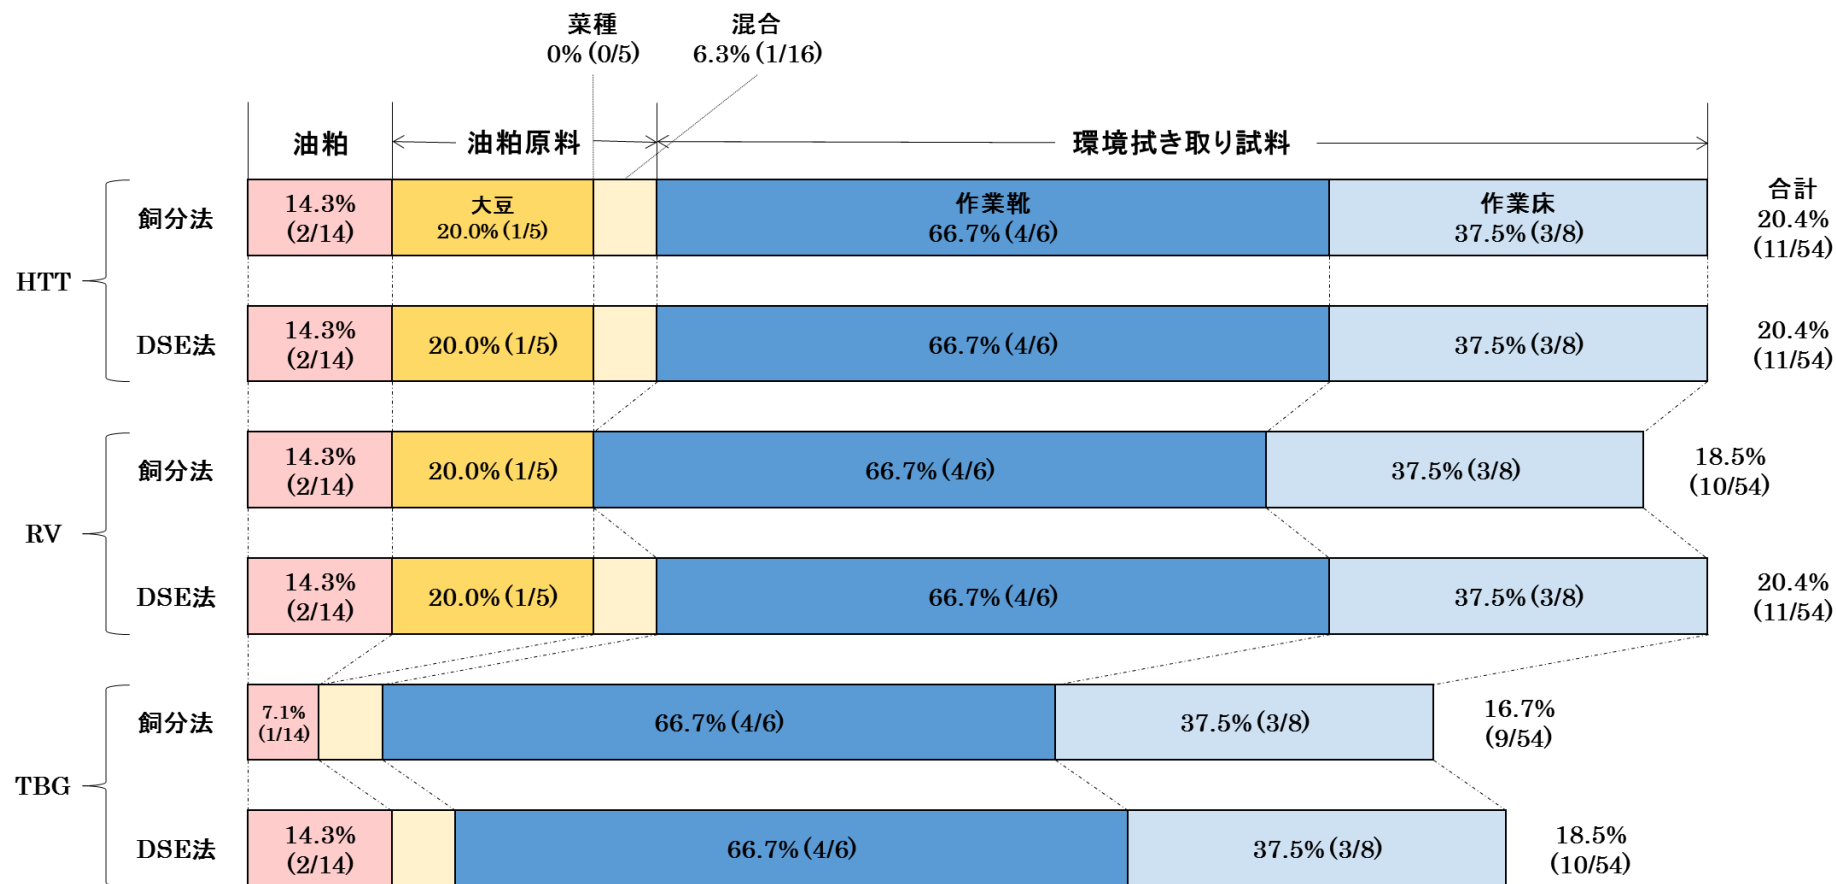 菜種
0% (0/5)
混合
6.3% (1/16)
油粕
油粕原料
環境拭き取り試料
HTT
飼分法
14.3%
(2/14)
大豆
20.0% (1/5)
作業靴
66.7% (4/6)
作業床
37.5% (3/8)
合計
20.4%
(11/54)
DSE法
14.3%
(2/14)
20.0% (1/5)
66.7% (4/6)
37.5% (3/8)
20.4%
(11/54)
RV
飼分法
14.3%
(2/14)
20.0% (1/5)
66.7% (4/6)
37.5% (3/8)
18.5%
(10/54)
DSE法
14.3%
(2/14)
20.0% (1/5)
66.7% (4/6)
37.5% (3/8)
20.4%
(11/54)
TBG
飼分法
7.1%
(1/14)
66.7% (4/6)
37.5% (3/8)
16.7%
(9/54)
DSE法
14.3%
(2/14)
66.7% (4/6)
37.5% (3/8)
18.5%
(10/54)